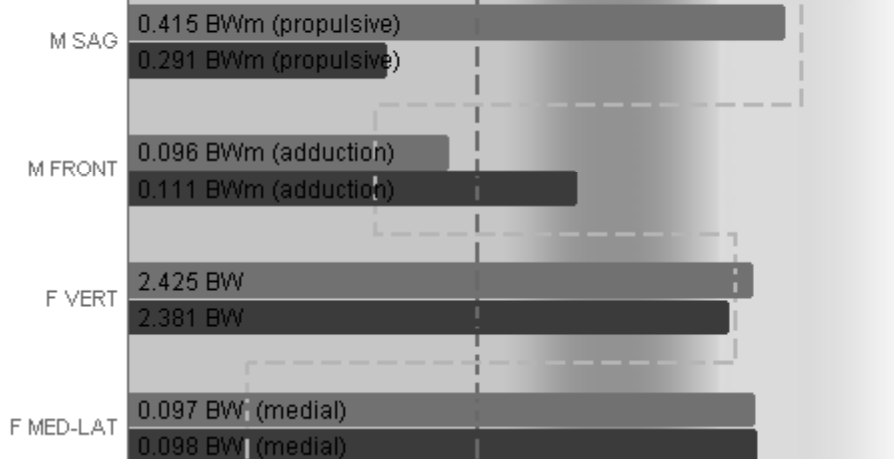 M SAG
0.415 BWm (propulsive)
0.291 BWm (propulsive)
M FRONT
0.096 BWm (adduction)
0.111 BWm (adduction)
F VERT
2.425 BW
2.381 BW
F MED-LAT
0.097 BW (medial)
0.098 BW (medial)